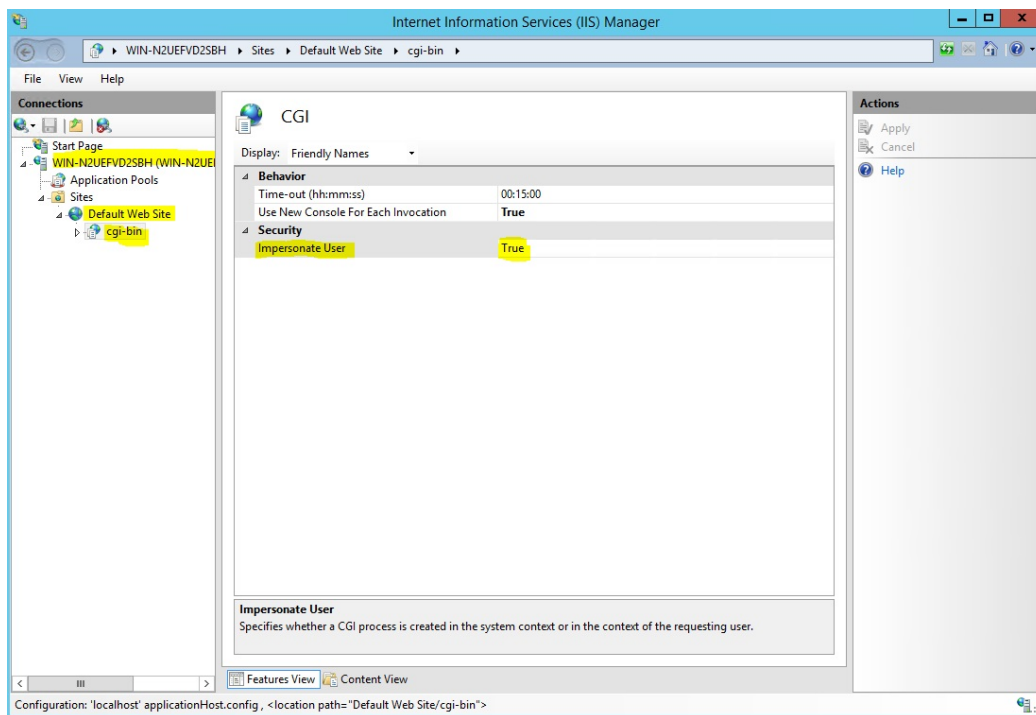 Internet Information Services (IIS) Manager
WIN-N2UEFVD2SBH Sites Default Web Site cgi-bin
File View Help
Connections
Start Page
WIN-N2UEFVD2SBH (WIN-N2UEI
Application Pools
Sites
Default Web Site
cgi-bin
CGI
Display: Friendly Names
Behavior
Time-out (hh:mm:ss) 00:15:00
Use New Console For Each Invocation True
Security
Impersonate User True
Impersonate User
Specifies whether a CGI process is created in the system context or in the context of the requesting user.
Features View Content View
Actions
Apply
Cancel
Help
Configuration: 'localhost' applicationHost.config , <location path="Default Web Site/cgi-bin">